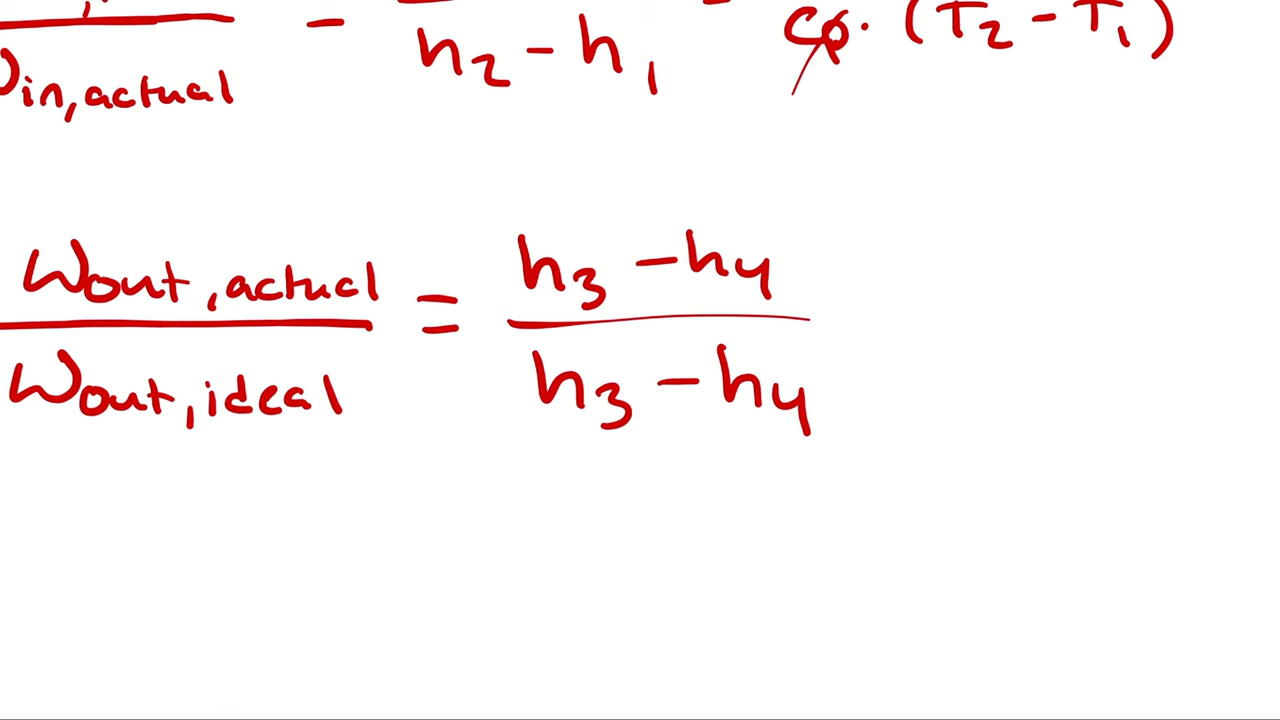 - = cp. (T2 - T1)
in,actual h2 - h1
Wout,actual = h3 - h4
Wout,ideal h3 - h4